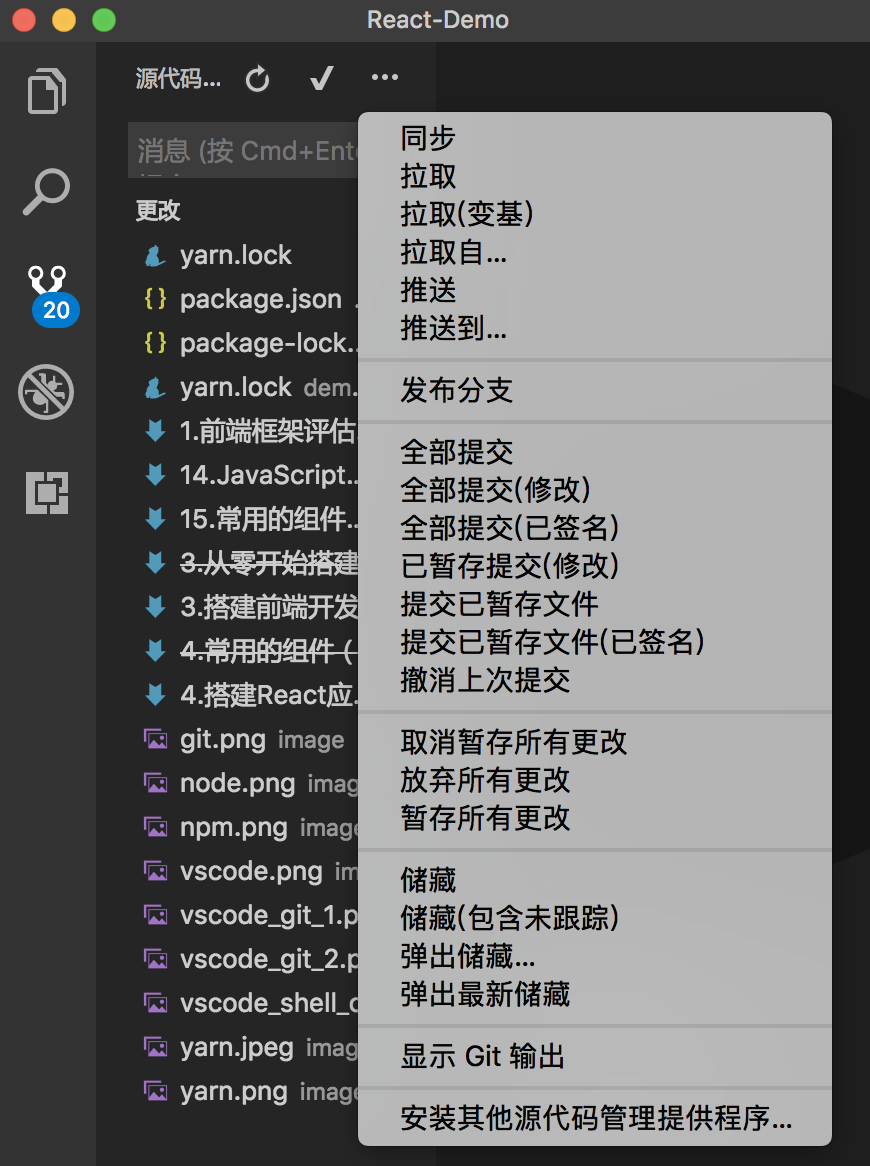 React-Demo
源代码...
消息 (按 Cmd+Ent
更改
20
yarn.lock
package.json
package-lock..
yarn.lock dem.
1.前端框架评估
14.JavaScript..
15.常用的组件..
3.从零开始搭建
3.搭建前端开发
4.常用的组件（
4.搭建React应.
git.png image
node.png imag
npm.png image
vscode.png im
vscode_git_1.p
vscode_git_2.p
vscode_shell_c
yarn.jpeg imag
yarn.png image
同步
拉取
拉取(变基)
拉取自...
推送
推送到...
发布分支
全部提交
全部提交(修改)
全部提交(已签名)
已暂存提交(修改)
提交已暂存文件
提交已暂存文件(已签名)
撤消上次提交
取消暂存所有更改
放弃所有更改
暂存所有更改
储藏
储藏(包含未跟踪)
弹出储藏...
弹出最新储藏
显示 Git 输出
安装其他源代码管理提供程序...